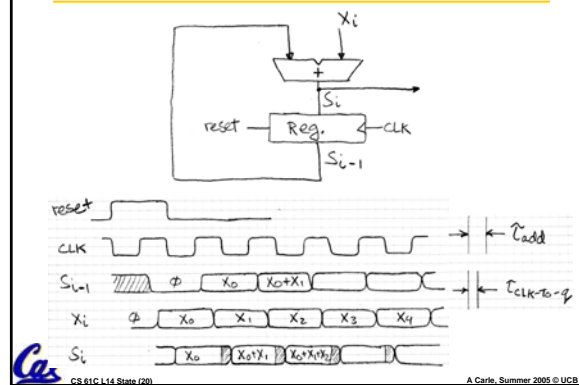 Xi
+
Si
reset Reg. CLK
Si-1
reset
CLK τadd
Si-1 φ X0 X0+X1 τCLK-To-q
Xi φ X0 X1 X2 X3 X4
Si X0 X0+X1 X0+X1+X2
Cal CS 61C L14 State (20) A Carle, Summer 2005 © UCB